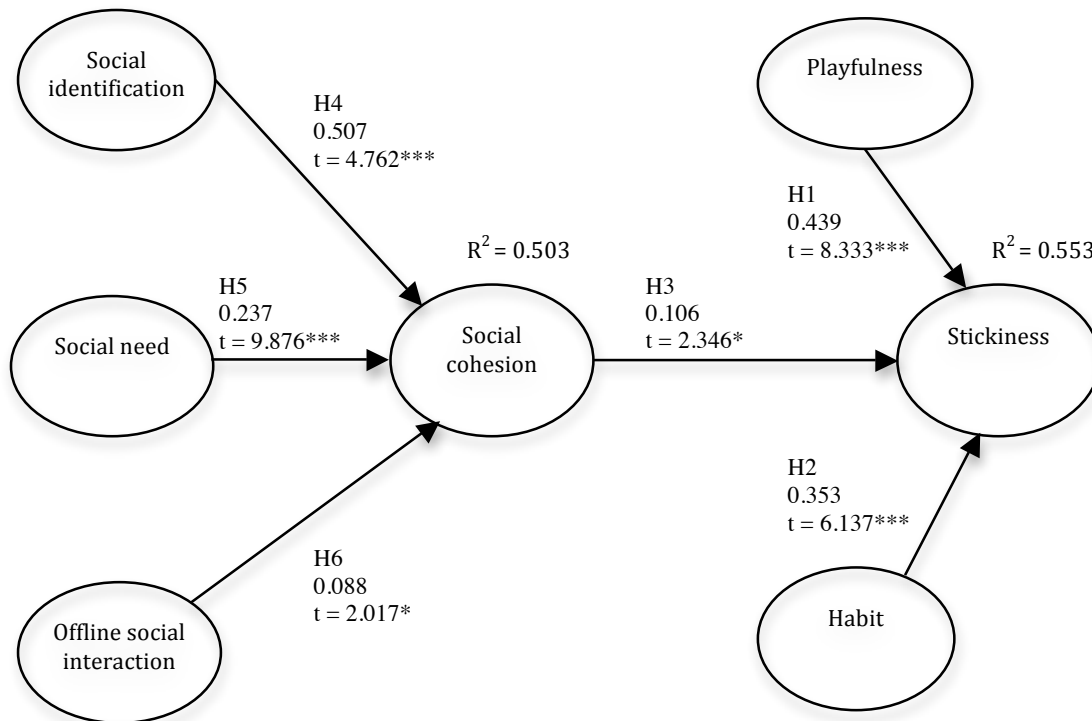 Social
identification
Playfulness
H4
0.507
t = 4.762***
H1
0.439
t = 8.333***
R² = 0.503
R² = 0.553
H5
0.237
t = 9.876***
H3
0.106
t = 2.346*
Social need
Social
cohesion
Stickiness
H2
0.353
t = 6.137***
H6
0.088
t = 2.017*
Offline social
interaction
Habit